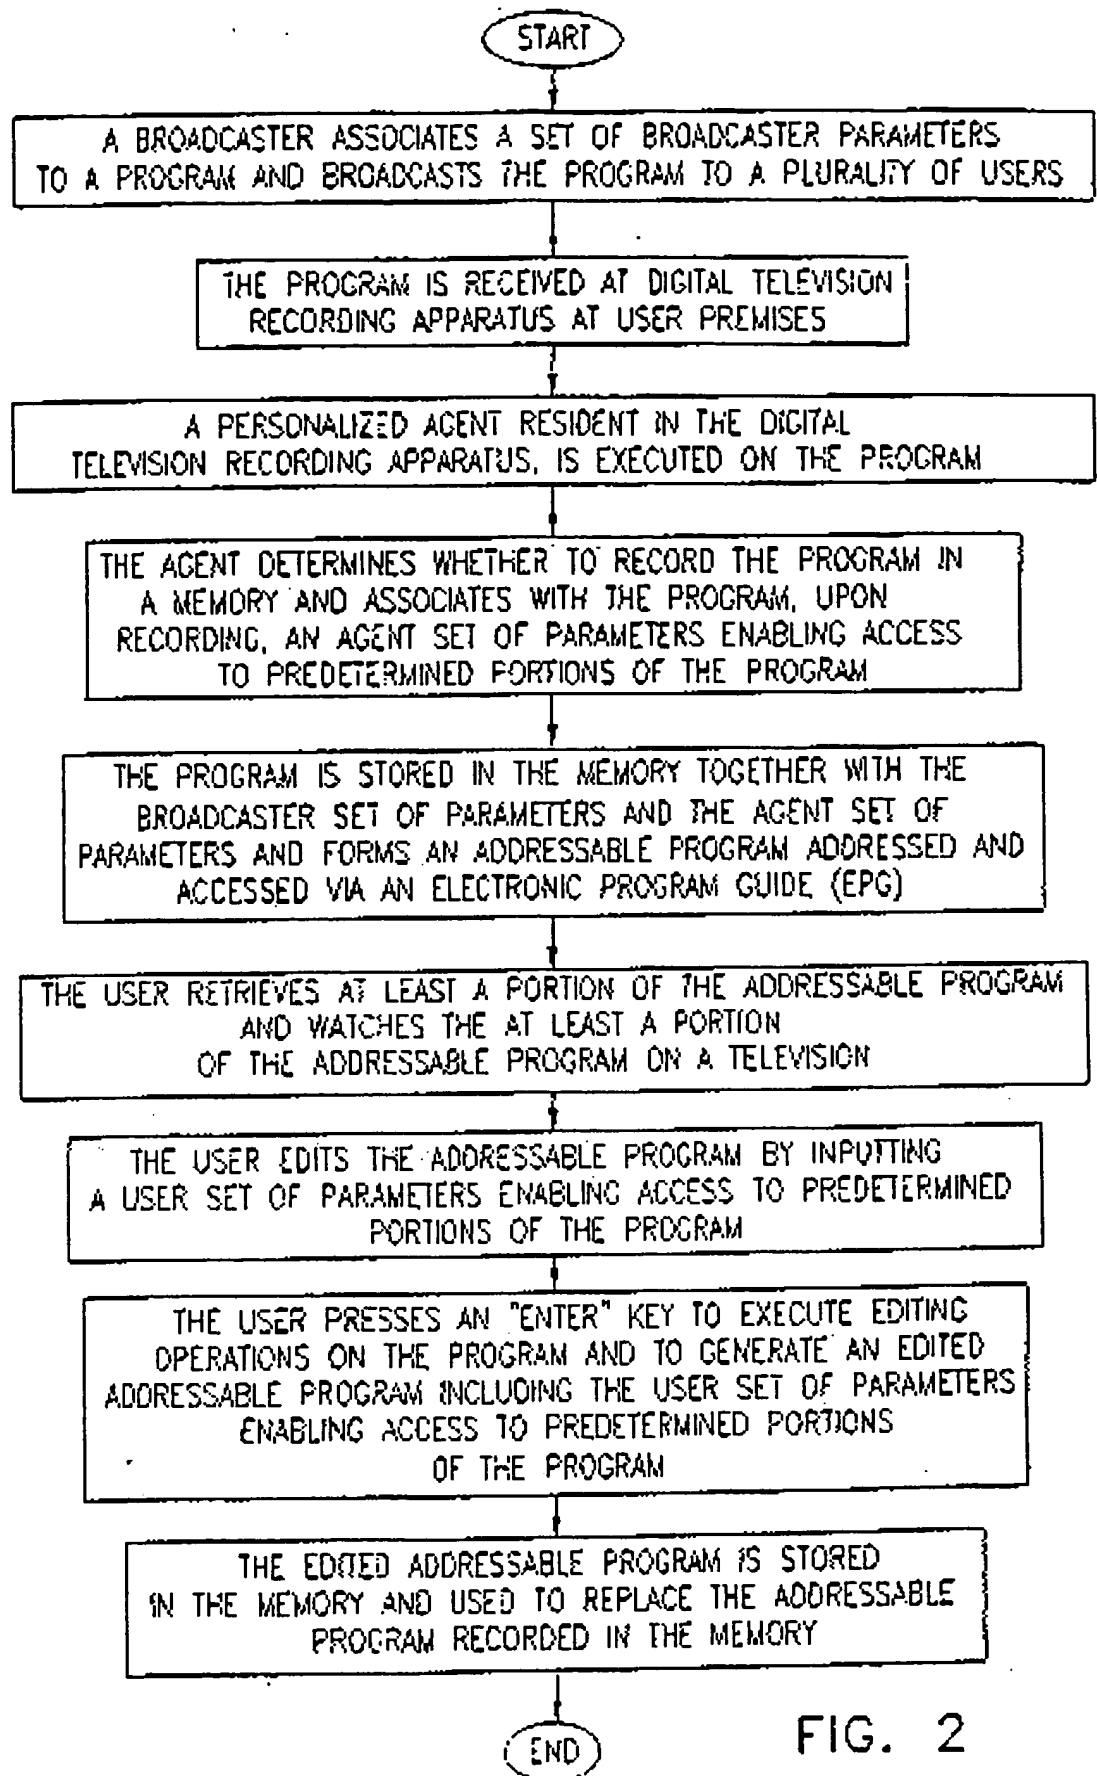 START
A BROADCASTER ASSOCIATES A SET OF BROADCASTER PARAMETERS
TO A PROGRAM AND BROADCASTS THE PROGRAM TO A PLURALITY OF USERS
THE PROGRAM IS RECEIVED AT DIGITAL TELEVISION
RECORDING APPARATUS AT USER PREMISES
A PERSONALIZED AGENT RESIDENT IN THE DIGITAL
TELEVISION RECORDING APPARATUS, IS EXECUTED ON THE PROGRAM
THE AGENT DETERMINES WHETHER TO RECORD THE PROGRAM IN
A MEMORY AND ASSOCIATES WITH THE PROGRAM, UPON
RECORDING, AN AGENT SET OF PARAMETERS ENABLING ACCESS
TO PREDETERMINED PORTIONS OF THE PROGRAM
THE PROGRAM IS STORED IN THE MEMORY TOGETHER WITH THE
BROADCASTER SET OF PARAMETERS AND THE AGENT SET OF
PARAMETERS AND FORMS AN ADDRESSABLE PROGRAM ADDRESSED AND
ACCESSED VIA AN ELECTRONIC PROGRAM GUIDE (EPG)
THE USER RETRIEVES AT LEAST A PORTION OF THE ADDRESSABLE PROGRAM
AND WATCHES THE AT LEAST A PORTION
OF THE ADDRESSABLE PROGRAM ON A TELEVISION
THE USER EDITS THE ADDRESSABLE PROGRAM BY INPUTTING
A USER SET OF PARAMETERS ENABLING ACCESS TO PREDETERMINED
PORTIONS OF THE PROGRAM
THE USER PRESSES AN "ENTER" KEY TO EXECUTE EDITING
OPERATIONS ON THE PROGRAM AND TO GENERATE AN EDITED
ADDRESSABLE PROGRAM INCLUDING THE USER SET OF PARAMETERS
ENABLING ACCESS TO PREDETERMINED PORTIONS
OF THE PROGRAM
THE EDITED ADDRESSABLE PROGRAM IS STORED
IN THE MEMORY AND USED TO REPLACE THE ADDRESSABLE
PROGRAM RECORDED IN THE MEMORY
END
FIG. 2